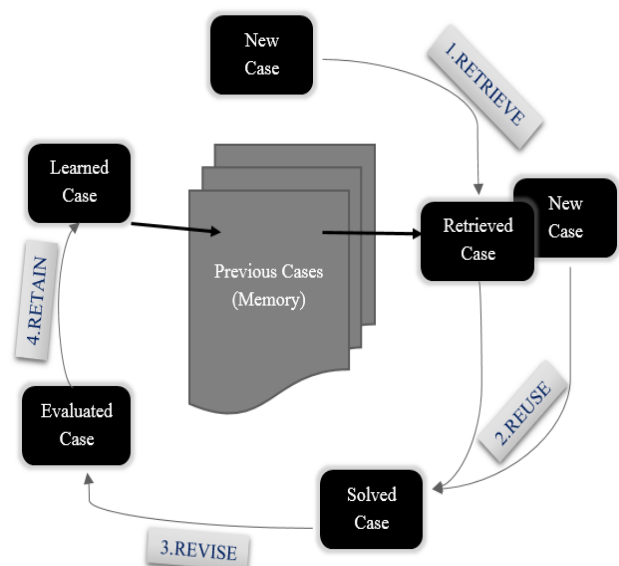 New
Case
1.RETRIEVE
Learned
Case
Previous Cases
(Memory)
Retrieved
Case
New
Case
4.RETAIN
2.REUSE
Evaluated
Case
Solved
Case
3.REVISE